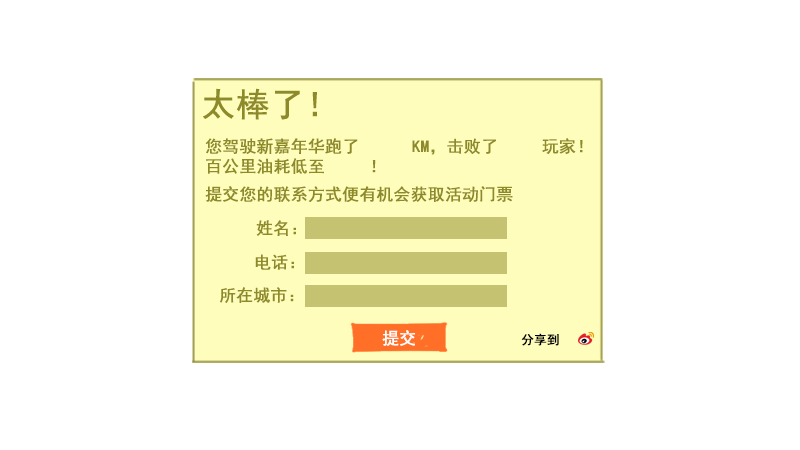 太棒了！
您驾驶新嘉年华跑了 KM，击败了 玩家！
百公里油耗低至 ！
提交您的联系方式便有机会获取活动门票
姓名：
电话：
所在城市：
提交
分享到